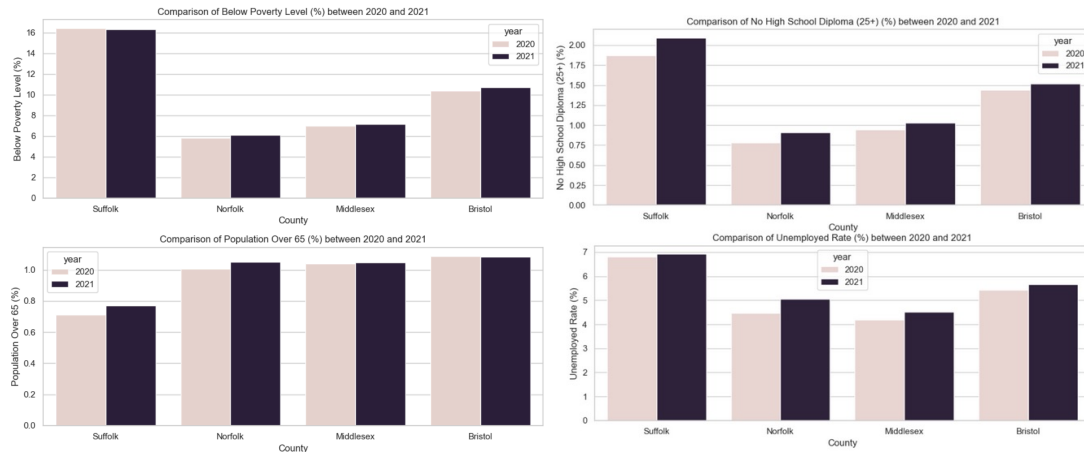 Comparison of Below Poverty Level (%) between 2020 and 2021
Below Poverty Level (%)
16
14
12
10
8
6
4
2
0
year
2020
2021
Suffolk
Norfolk
Middlesex
Bristol
County
Comparison of No High School Diploma (25+) (%) between 2020 and 2021
No High School Diploma (25+) (%)
2.00
1.75
1.50
1.25
1.00
0.75
0.50
0.25
0.00
year
2020
2021
Suffolk
Norfolk
Middlesex
Bristol
County
Comparison of Population Over 65 (%) between 2020 and 2021
Population Over 65 (%)
1.0
0.8
0.6
0.4
0.2
0.0
year
2020
2021
Suffolk
Norfolk
Middlesex
Bristol
County
Comparison of Unemployed Rate (%) between 2020 and 2021
Unemployed Rate (%)
7
6
5
4
3
2
1
0
year
2020
2021
Suffolk
Norfolk
Middlesex
Bristol
County